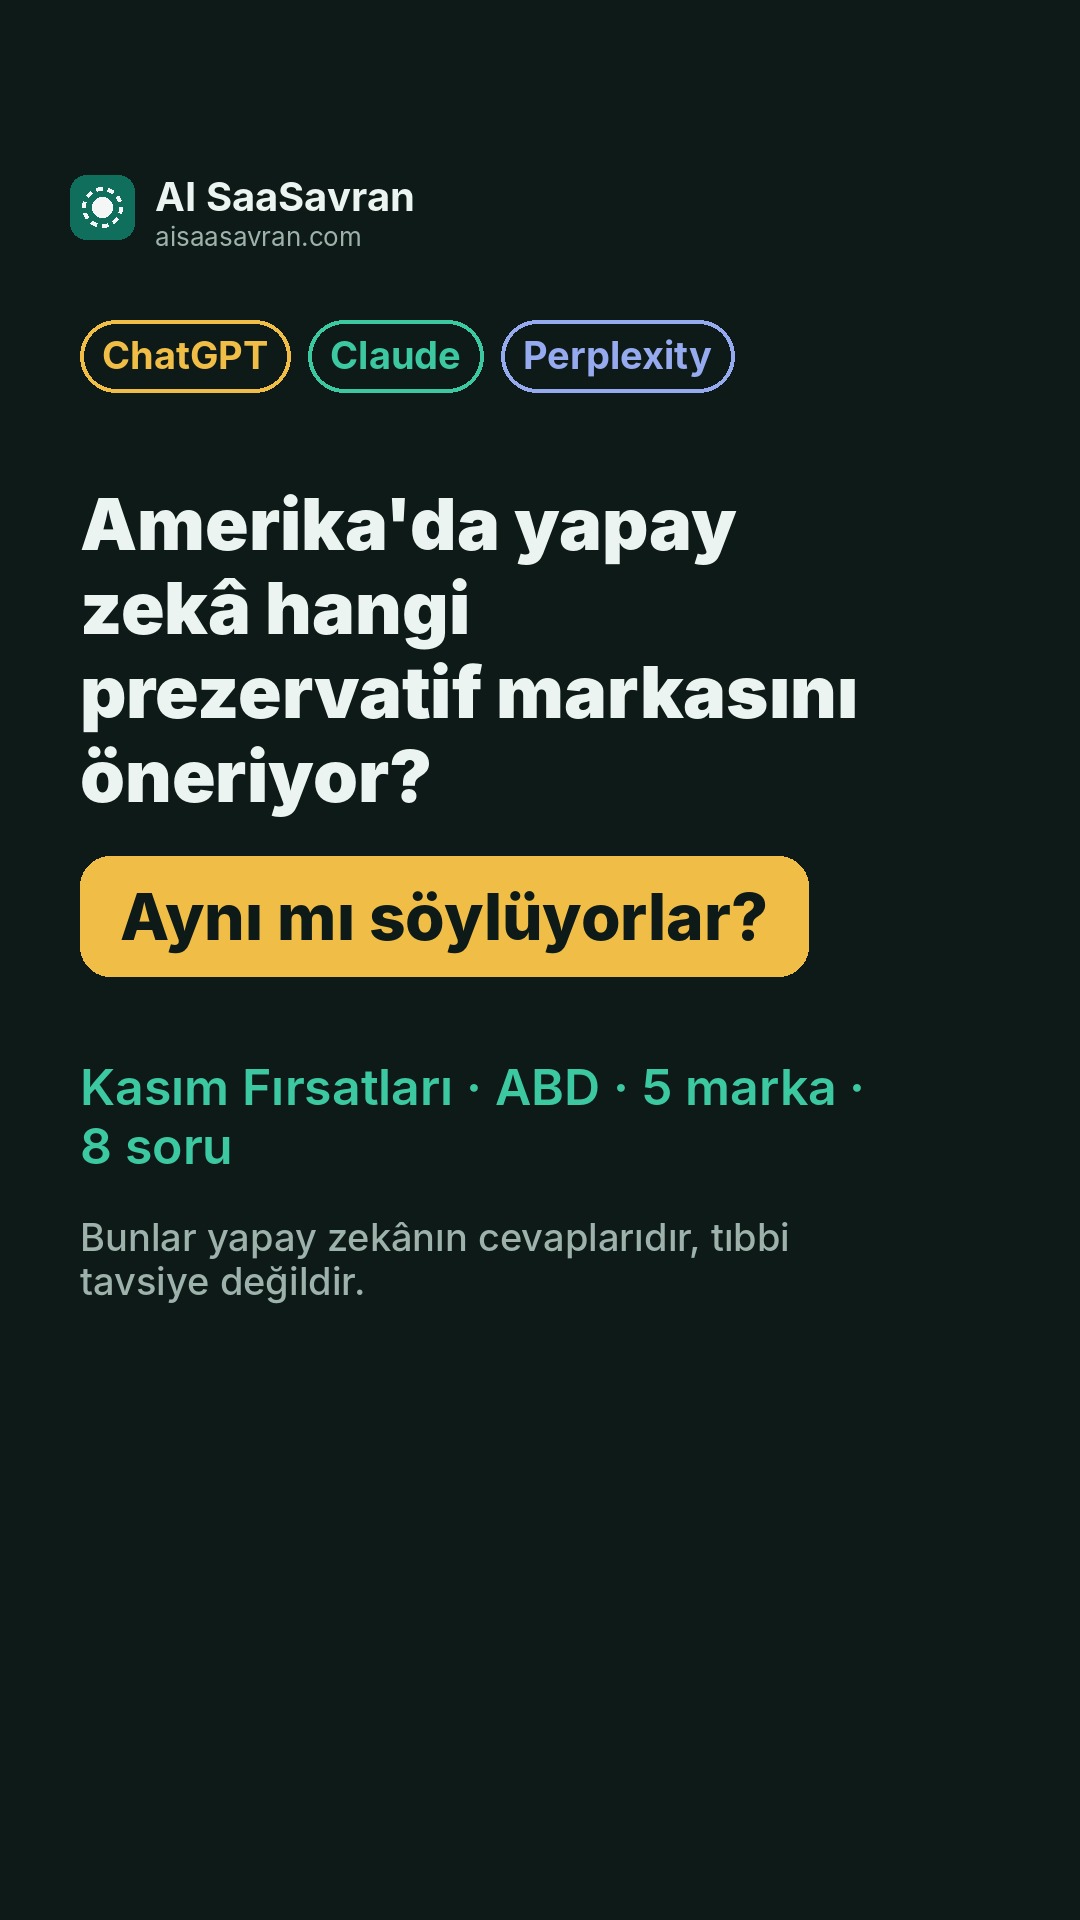 AI SaaSavran
aisaasavran.com
ChatGPT Claude Perplexity
Amerika'da yapay
zekâ hangi
prezervatif markasını
öneriyor?
Aynı mı söylüyorlar?
Kasım Fırsatları · ABD · 5 marka ·
8 soru
Bunlar yapay zekânın cevaplarıdır, tıbbi
tavsiye değildir.